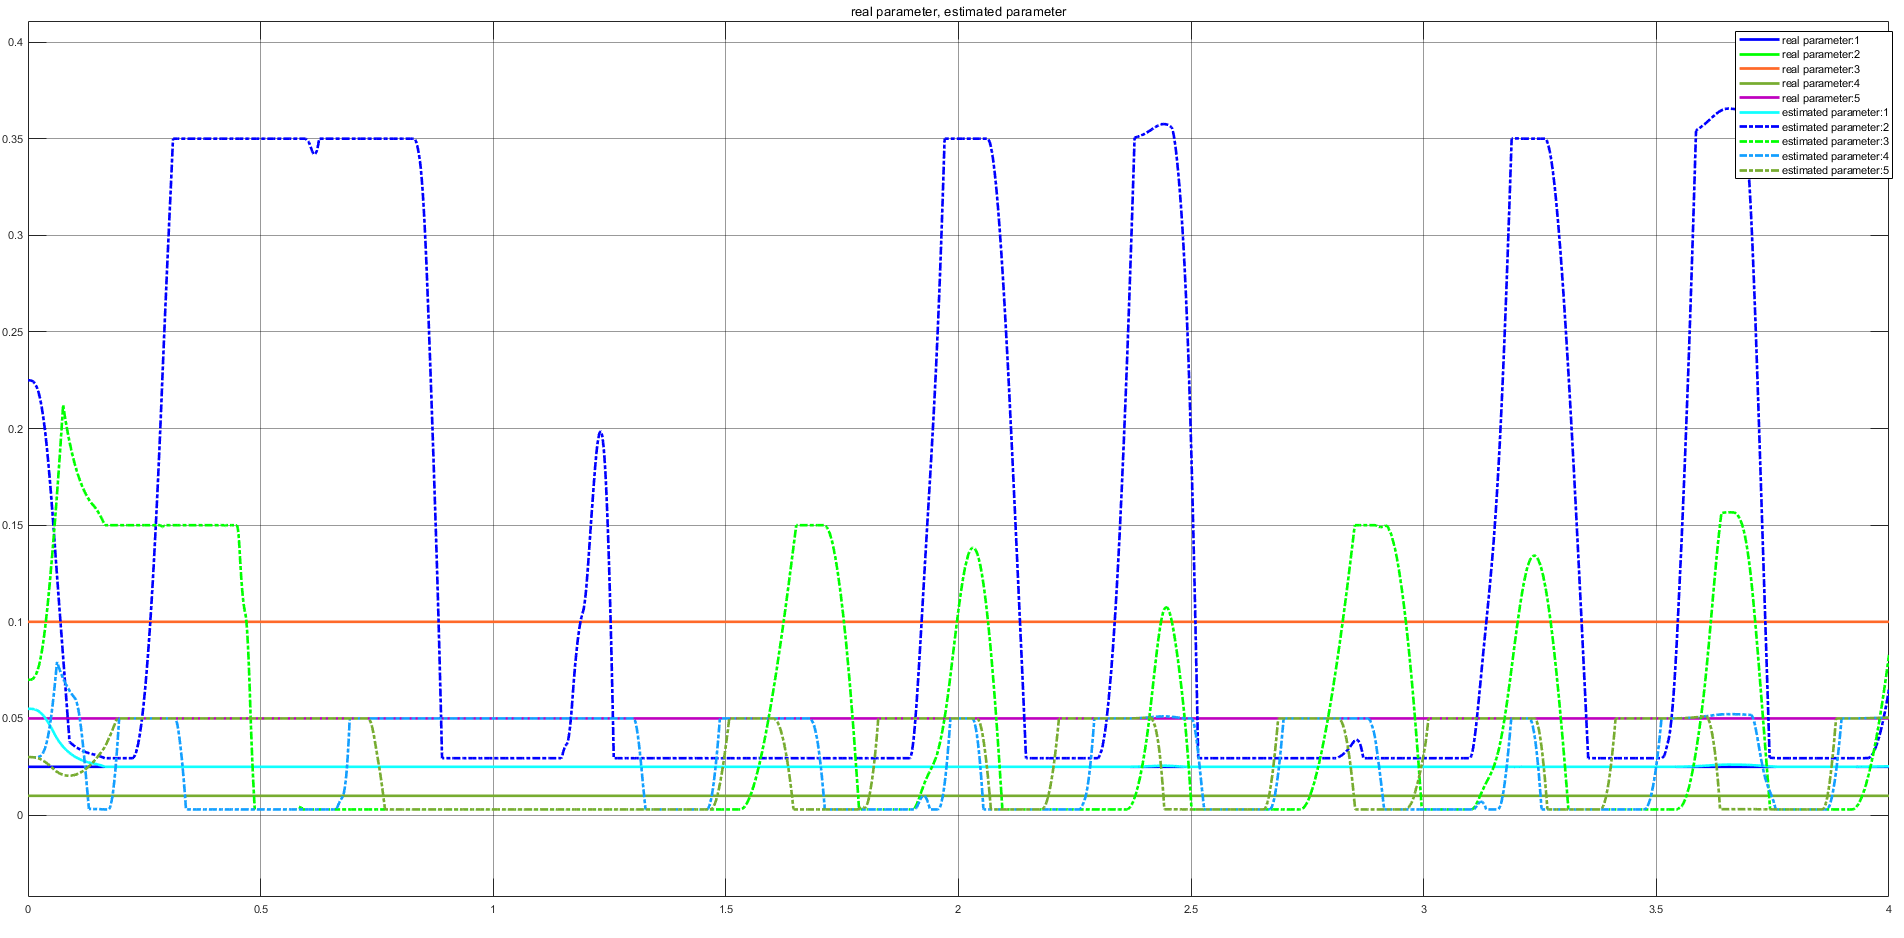 real parameter, estimated parameter
0.4
0.35
0.3
0.25
0.2
0.15
0.1
0.05
0
0
0.5
1
1.5
2
2.5
3
3.5
4
real parameter:1
real parameter:2
real parameter:3
real parameter:4
real parameter:5
estimated parameter:1
estimated parameter:2
estimated parameter:3
estimated parameter:4
estimated parameter:5